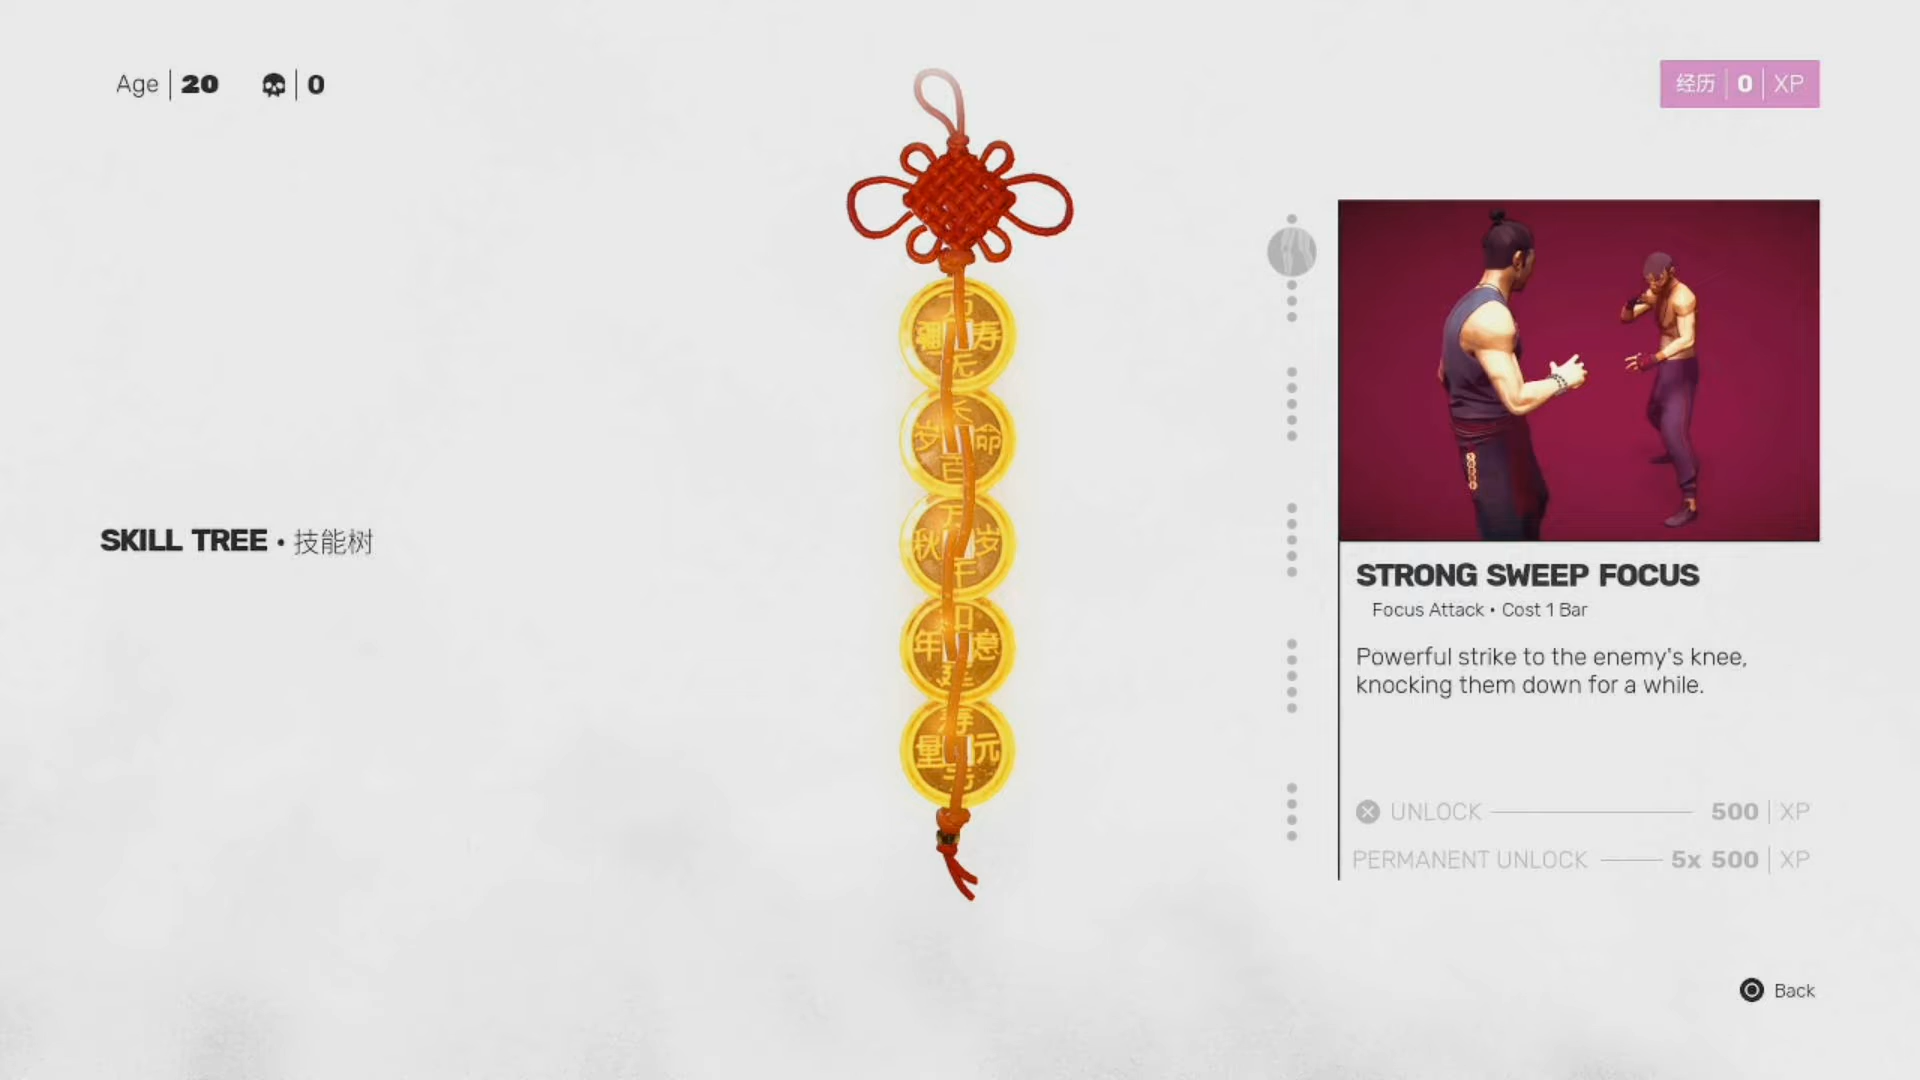 Age | 20 | 0
经历 | 0 | XP
SKILL TREE • 技能树
STRONG SWEEP FOCUS
Focus Attack • Cost 1 Bar
Powerful strike to the enemy's knee,
knocking them down for a while.
UNLOCK 500 | XP
PERMANENT UNLOCK 5x 500 | XP
Back